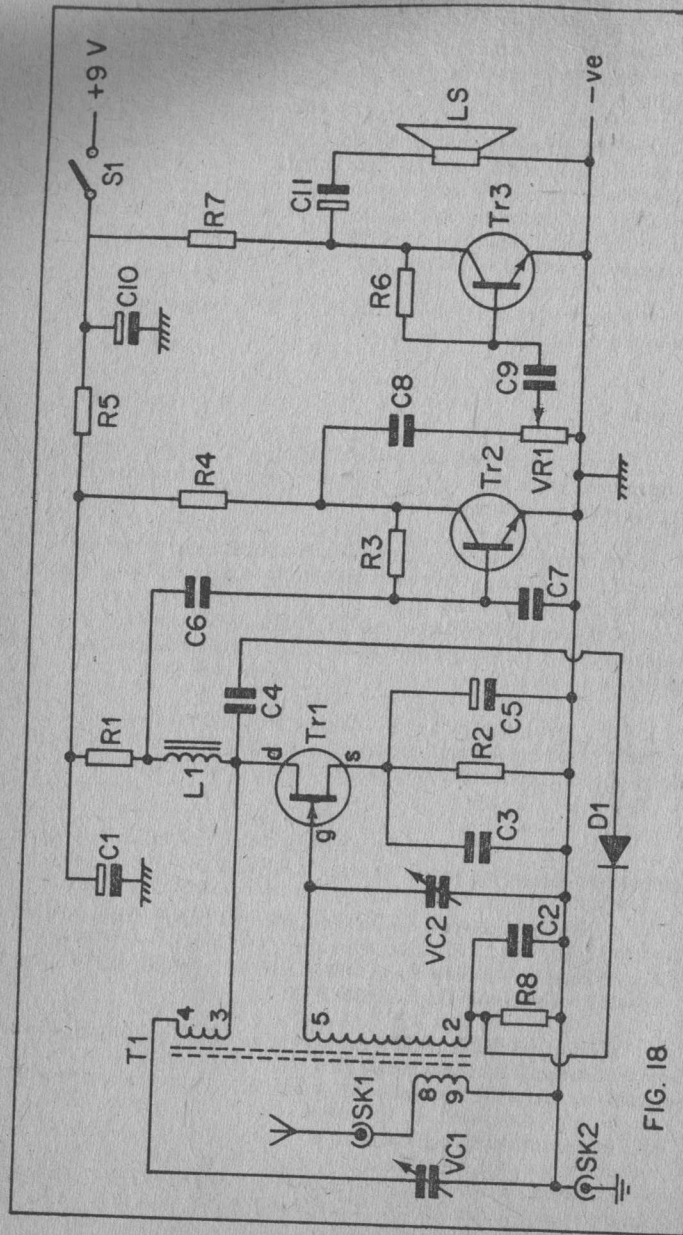 S1
+9 V
C10
R7
R5
C11
LS
R4
R6
Tr3
C8
C9
R1
C6
R3
Tr2
VR1
C1
L1
C4
C7
d
Tr1
g
s
C5
R2
C3
VC2
D1
C2
T1
4
3
5
2
R8
8
9
SK1
VC1
SK2
-ve
FIG. 18